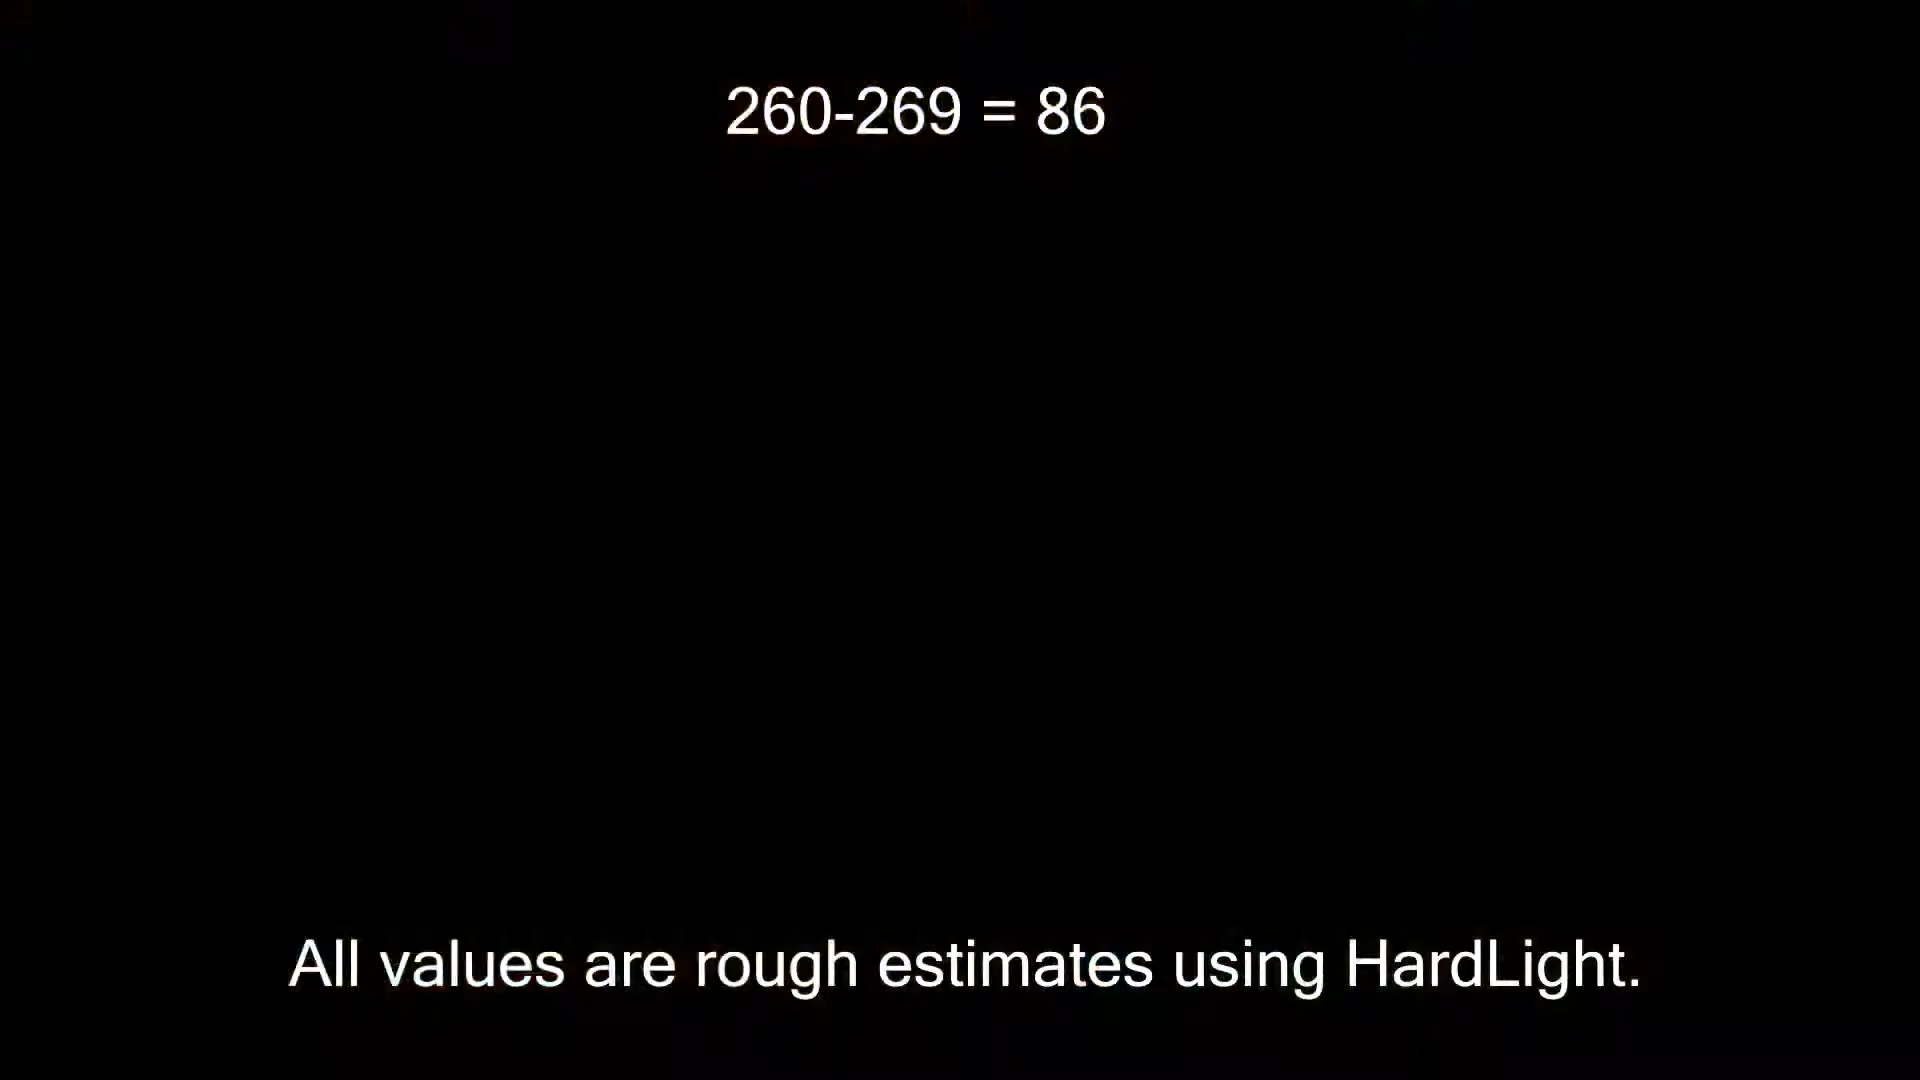 260-269 = 86
All values are rough estimates using HardLight.